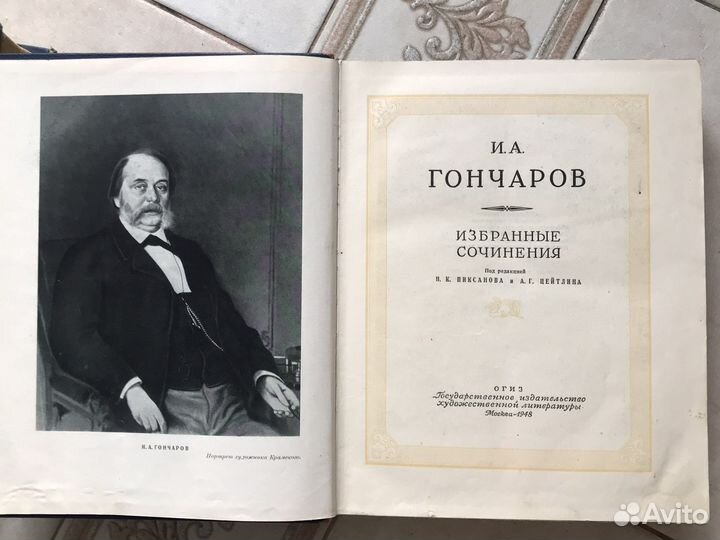 И. А. ГОНЧАРОВ
Портрет художника Крамского.
И. А.
ГОНЧАРОВ
ИЗБРАННЫЕ
СОЧИНЕНИЯ
Под редакцией
Н. К. ПИКСАНОВА и А. Г. ЦЕЙТЛИНА
ОГИЗ
Государственное издательство
художественной литературы
Москва–1948
Avito